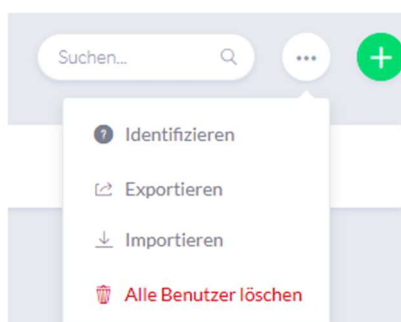 Suchen...
Identifizieren
Exportieren
Importieren
Alle Benutzer löschen